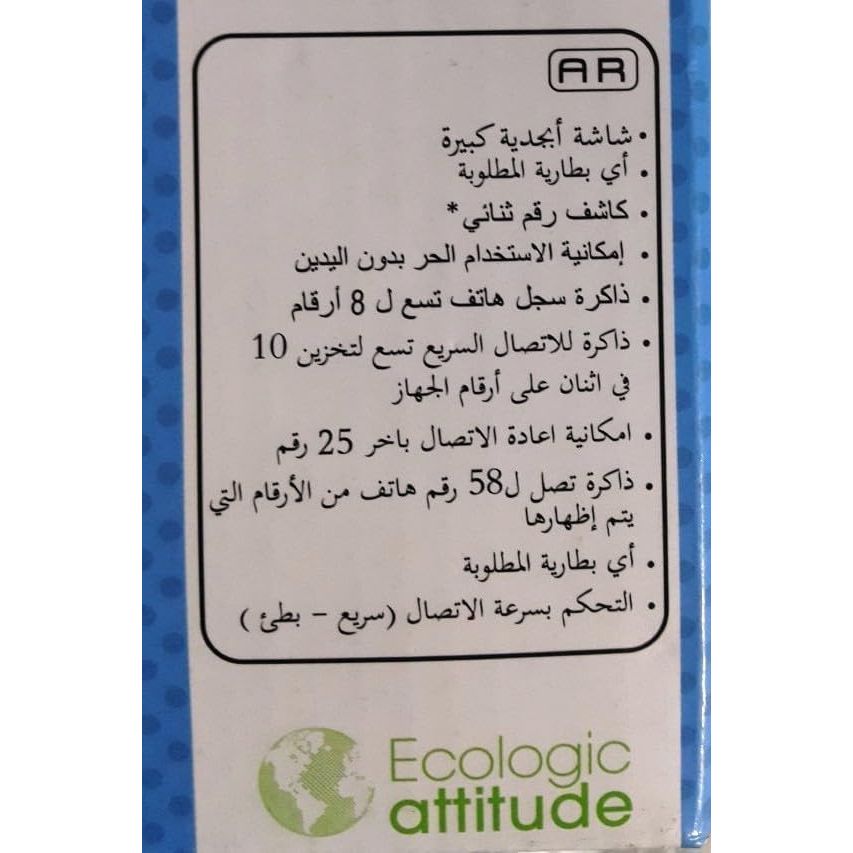 AR
• شاشة أبجدية كبيرة
• أي بطارية المطلوبة
• كاشف رقم ثنائي*
• إمكانية الاستخدام الحر بدون اليدين
• ذاكرة سجل هاتف تسع ل 8 أرقام
• ذاكرة للاتصال السريع تسع لتخزين 10
في اثنان على أرقام الجهاز
• امكانية اعادة الاتصال باخر 25 رقم
• ذاكرة تصل ل58 رقم هاتف من الأرقام التي
يتم إظهارها
• أي بطارية المطلوبة
• التحكم بسرعة الاتصال (سريع - بطئ )
Ecologic
attitude